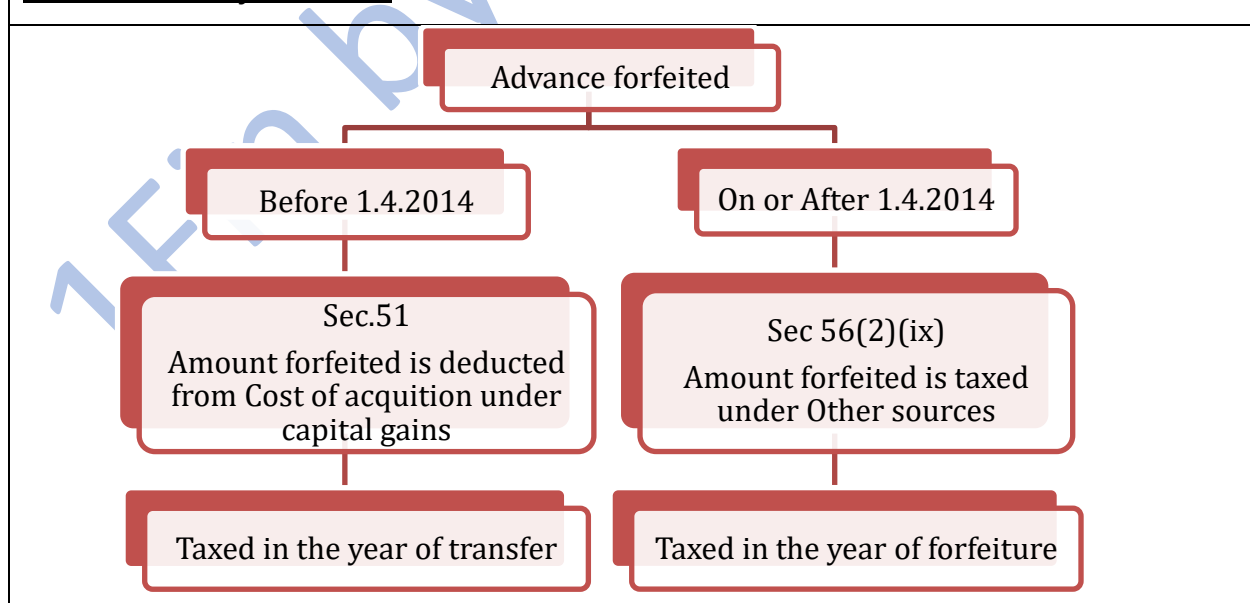 Advance forfeited
Before 1.4.2014
On or After 1.4.2014
Sec.51
Amount forfeited is deducted
from Cost of acquition under
capital gains
Sec 56(2)(ix)
Amount forfeited is taxed
under Other sources
Taxed in the year of transfer
Taxed in the year of forfeiture